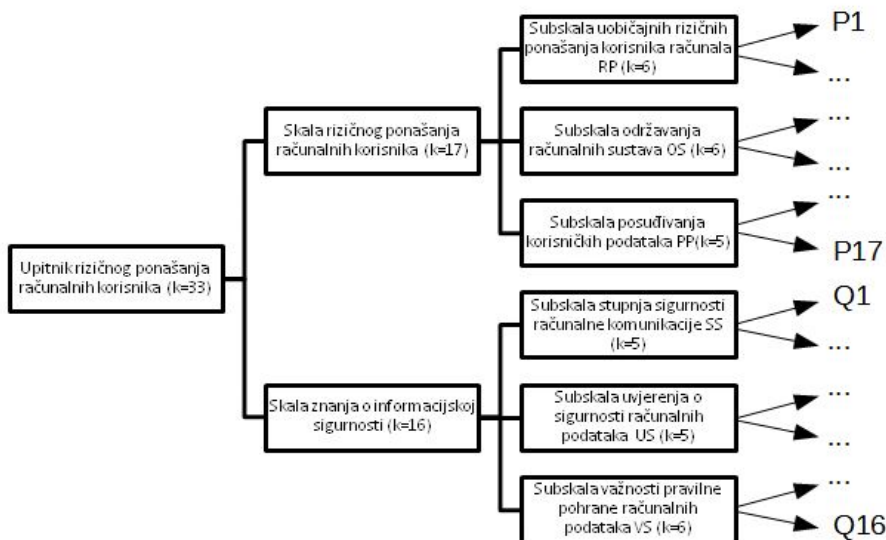 Upitnik rizičnog ponašanja
računalnih korisnika (k=33)
Skala rizičnog ponašanja
računalnih korisnika (k=17)
Subskala uobičajnih rizičnih
ponašanja korisnika računala
RP (k=6)
P1
...
Subskala održavanja
računalnih sustava OS (k=6)
...
...
Subskala posuđivanja
korisničkih podataka PP(k=5)
...
P17
Skala znanja o informacijskoj
sigurnosti (k=16)
Subskala stupnja sigurnosti
računalne komunikacije SS
(k=5)
Q1
...
Subskala uvjerenja o
sigurnosti računalnih
podataka US (k=5)
...
...
Subskala važnosti pravilne
pohrane računalnih
podataka VS (k=6)
...
Q16